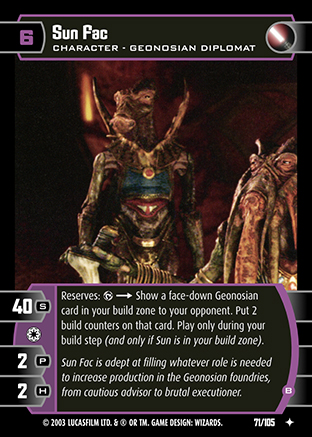 6
Sun Fac
CHARACTER - GEONOSIAN DIPLOMAT
40 S
2 P
2 H
Reserves: → Show a face-down Geonosian
card in your build zone to your opponent. Put 2
build counters on that card. Play only during your
build step (and only if Sun is in your build zone).
Sun Fac is adept at filling whatever role is needed
to increase production in the Geonosian foundries,
from cautious advisor to brutal executioner.
B
© 2003 LUCASFILM LTD. & ® OR TM. GAME DESIGN: WIZARDS.
71/105